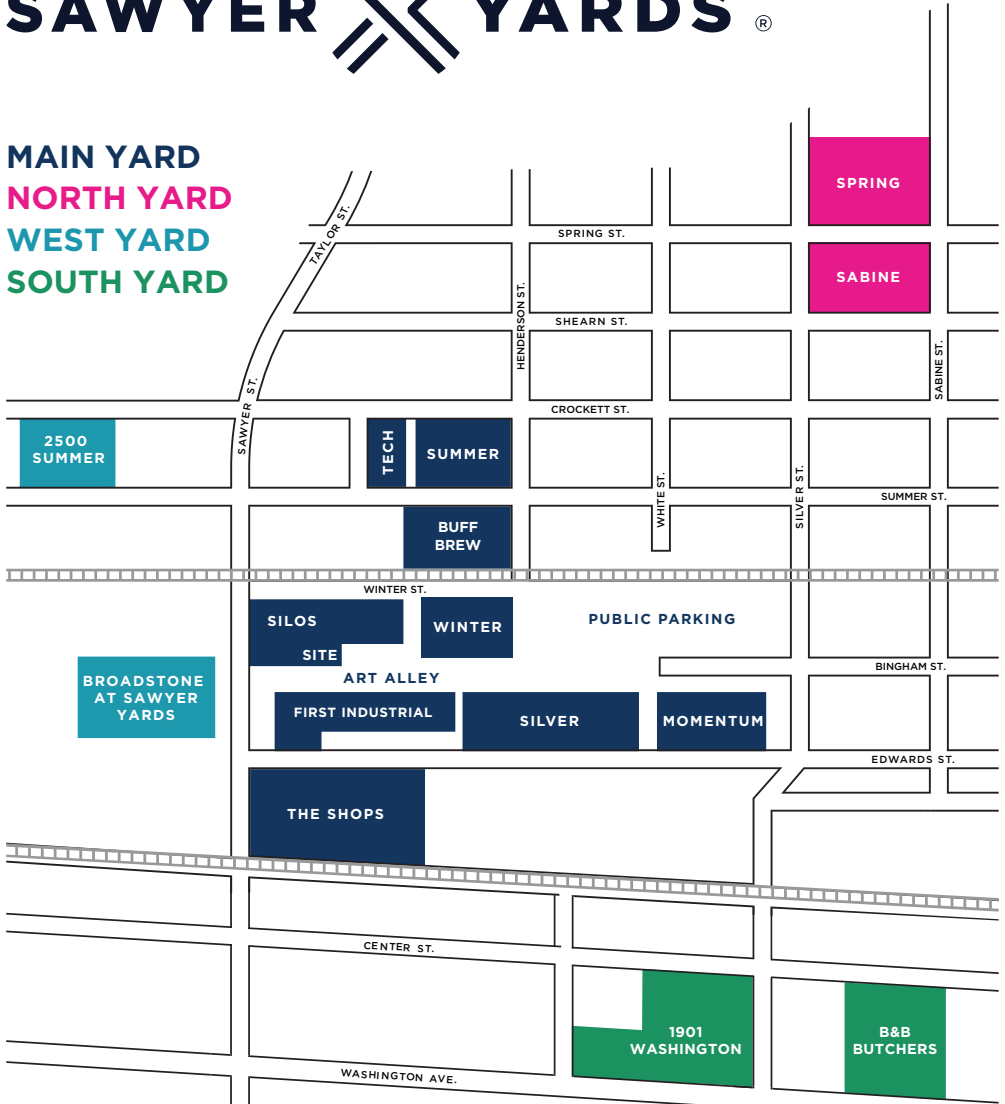 SAWYER YARDS ®
MAIN YARD
NORTH YARD
WEST YARD
SOUTH YARD
SPRING
TAYLOR ST.
SPRING ST.
SABINE
HENDERSON ST.
SHEARN ST.
SABINE ST.
SAWYER ST.
CROCKETT ST.
2500
SUMMER
TECH
SUMMER
WHITE ST.
SILVER ST.
SUMMER ST.
BUFF
BREW
WINTER ST.
SILOS
WINTER
PUBLIC PARKING
SITE
ART ALLEY
BINGHAM ST.
BROADSTONE
AT SAWYER
YARDS
FIRST INDUSTRIAL
SILVER
MOMENTUM
EDWARDS ST.
THE SHOPS
CENTER ST.
1901
WASHINGTON
B&B
BUTCHERS
WASHINGTON AVE.